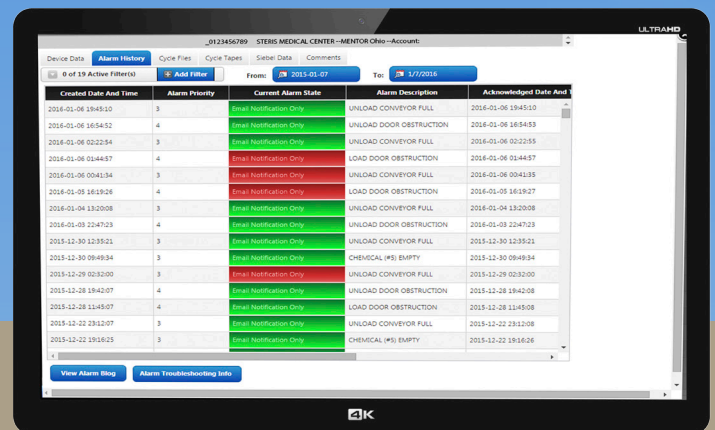 ULTRAHD
_0123456789 STERIS MEDICAL CENTER --MENTOR Ohio --Account:
Device Data Alarm History Cycle Files Cycle Tapes Siebel Data Comments
0 of 19 Active Filter(s) Add Filter From: 2015-01-07 To: 1/7/2016
Created Date And Time Alarm Priority Current Alarm State Alarm Description Acknowledged Date And T
2016-01-06 19:45:10 3 Email Notification Only UNLOAD CONVEYOR FULL 2016-01-06 19:45:10
2016-01-06 16:54:52 4 Email Notification Only UNLOAD DOOR OBSTRUCTION 2016-01-06 16:54:53
2016-01-06 02:22:54 3 Email Notification Only UNLOAD CONVEYOR FULL 2016-01-06 02:22:55
2016-01-06 01:44:57 4 Email Notification Only LOAD DOOR OBSTRUCTION 2016-01-06 01:44:57
2016-01-06 00:41:34 3 Email Notification Only UNLOAD CONVEYOR FULL 2016-01-06 00:41:35
2016-01-05 16:19:26 4 Email Notification Only LOAD DOOR OBSTRUCTION 2016-01-05 16:19:27
2016-01-04 13:20:08 3 Email Notification Only UNLOAD CONVEYOR FULL 2016-01-04 13:20:08
2016-01-03 22:47:23 4 Email Notification Only UNLOAD DOOR OBSTRUCTION 2016-01-03 22:47:23
2015-12-30 12:35:21 3 Email Notification Only UNLOAD CONVEYOR FULL 2015-12-30 12:35:21
2015-12-30 09:49:34 3 Email Notification Only CHEMICAL (#5) EMPTY 2015-12-30 09:49:34
2015-12-29 02:32:00 3 Email Notification Only UNLOAD CONVEYOR FULL 2015-12-29 02:32:00
2015-12-28 19:42:07 4 Email Notification Only UNLOAD DOOR OBSTRUCTION 2015-12-28 19:42:08
2015-12-28 11:45:07 4 Email Notification Only LOAD DOOR OBSTRUCTION 2015-12-28 11:45:08
2015-12-22 23:12:07 3 Email Notification Only UNLOAD CONVEYOR FULL 2015-12-22 23:12:08
2015-12-22 19:16:25 3 Email Notification Only CHEMICAL (#5) EMPTY 2015-12-22 19:16:26
View Alarm Blog Alarm Troubleshooting Info
4K